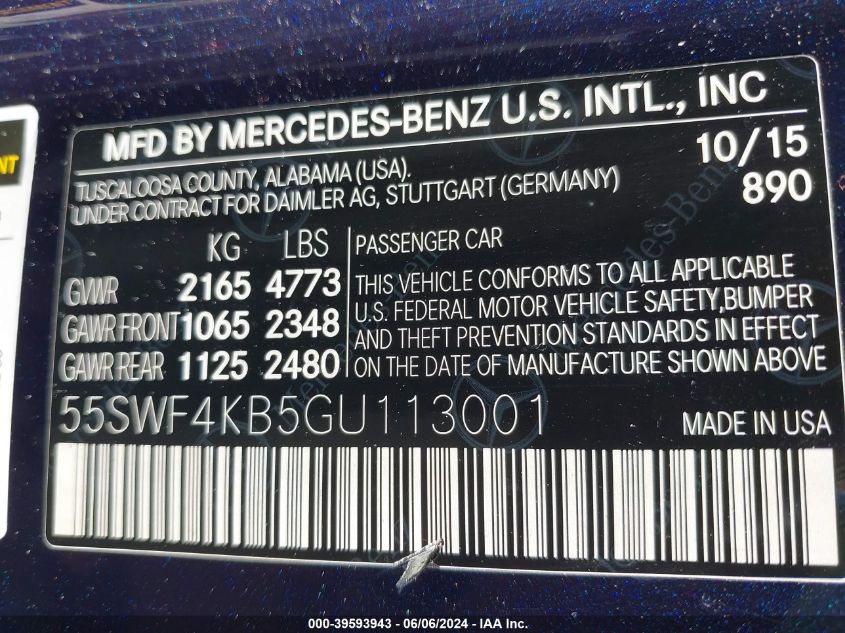 MFD BY MERCEDES-BENZ U.S. INTL., INC
10/15
TUSCALOOSA COUNTY, ALABAMA (USA).
UNDER CONTRACT FOR DAIMLER AG, STUTTGART (GERMANY)
890
KG LBS
GVWR 2165 4773
GAWR FRONT 1065 2348
GAWR REAR 1125 2480
PASSENGER CAR
THIS VEHICLE CONFORMS TO ALL APPLICABLE
U.S. FEDERAL MOTOR VEHICLE SAFETY, BUMPER
AND THEFT PREVENTION STANDARDS IN EFFECT
ON THE DATE OF MANUFACTURE SHOWN ABOVE
55SWF4KB5GU113001
MADE IN USA
000-39593943 / 06/06/2024 - IAA Inc.